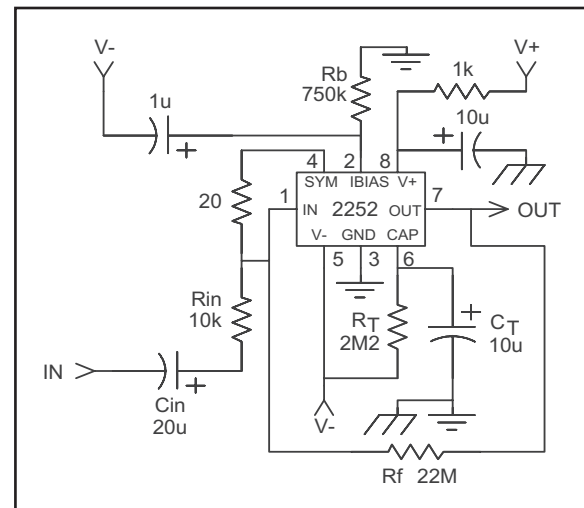 V-
Rb
750k
1k
V+
1u
+
10u
+
4
2
8
SYM
IBIAS
V+
20
1
IN
2252
OUT
7
OUT
V-
GND
CAP
5
3
6
Rin
10k
RT
2M2
+
CT
10u
IN
+
Cin
20u
V-
Rf 22M